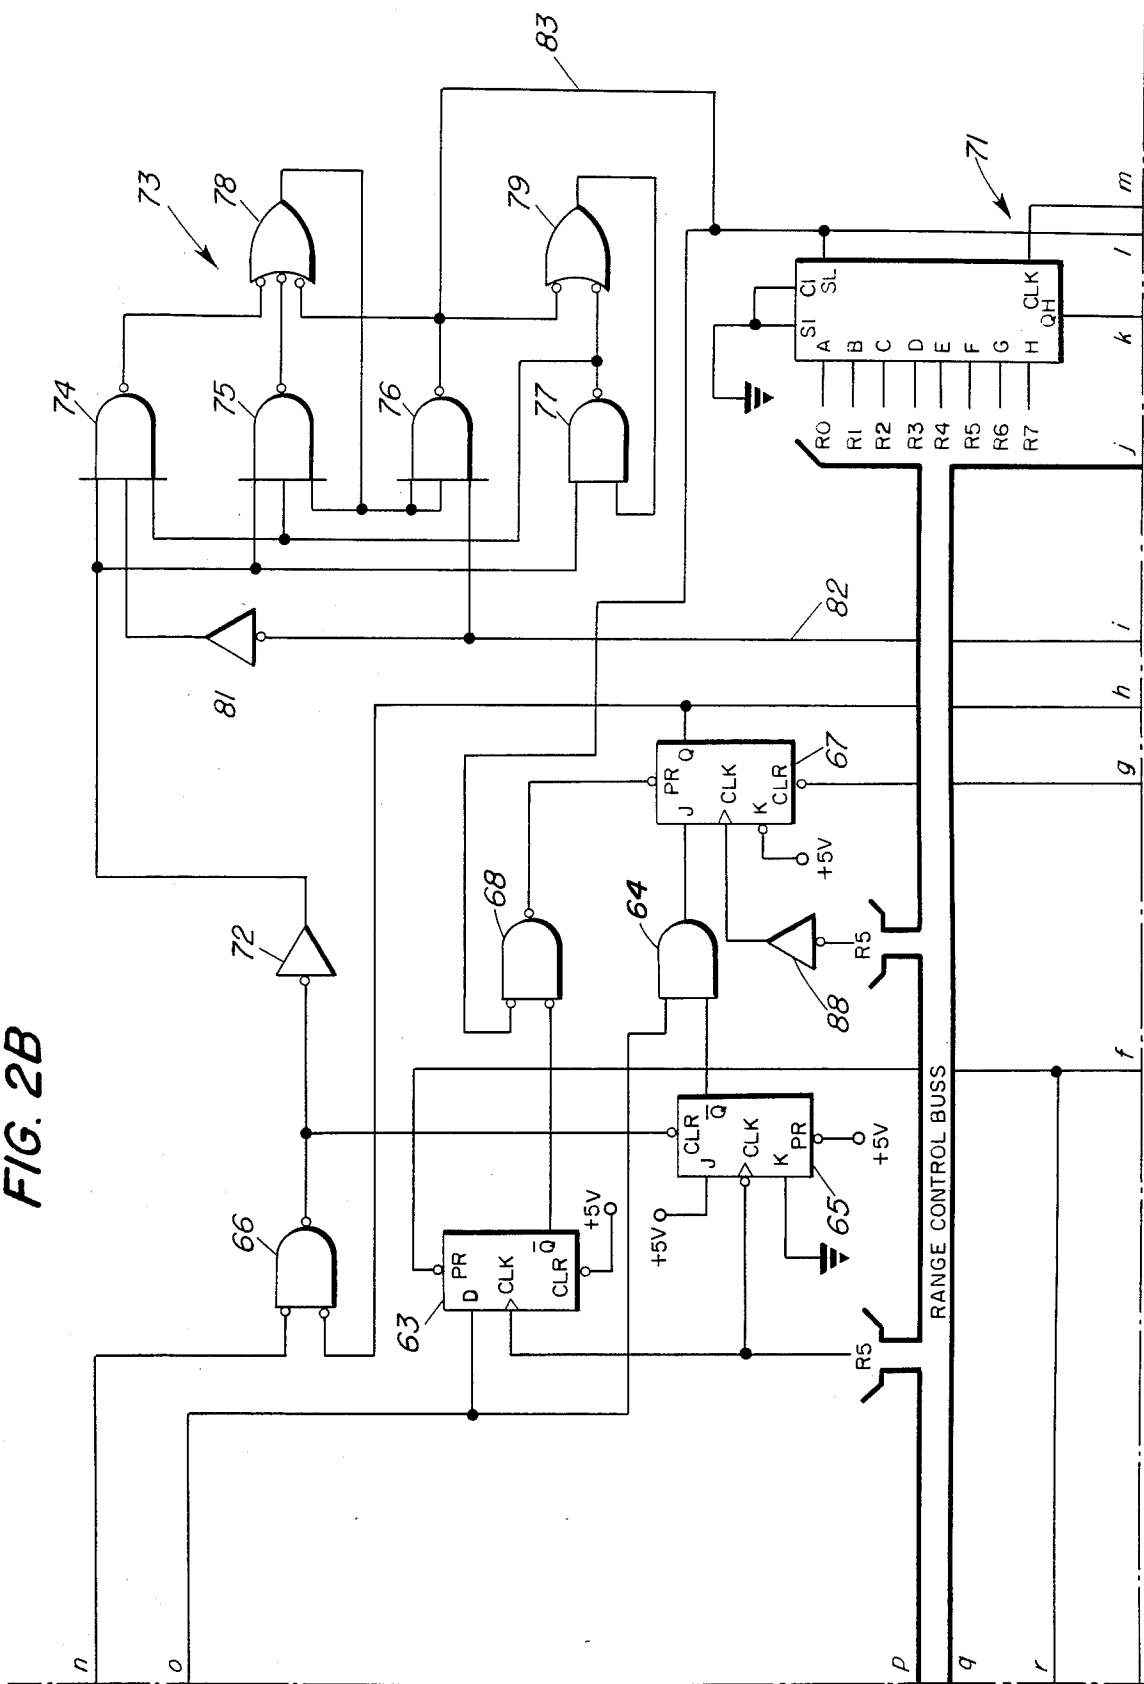 FIG. 2B
n
o
p
q
r
66
72
63
PR
D
CLK
Q
CLR
+5V
R5
65
CLR
J
Q
CLK
K
PR
+5V
+5V
68
64
88
R5
67
PR
Q
J
CLK
K
CLR
+5V
81
82
73
74
75
76
77
78
79
83
71
SI
CI
SL
A
B
C
D
E
F
G
H
CLK
QH
R0
R1
R2
R3
R4
R5
R6
R7
RANGE CONTROL BUSS
f
g
h
i
j
k
l
m